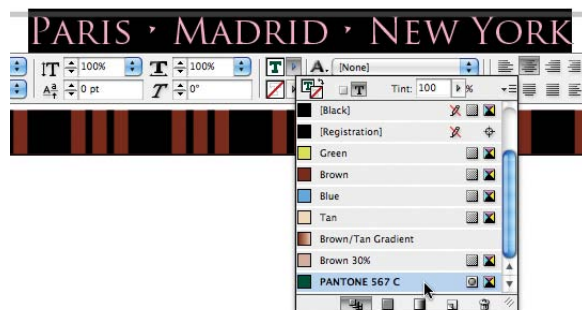 PARIS · MADRID · NEW YORK
T 100% T 100% T A. [None]
0 pt T 0° T Tint: 100 %
[Black]
[Registration]
Green
Brown
Blue
Tan
Brown/Tan Gradient
Brown 30%
PANTONE 567 C